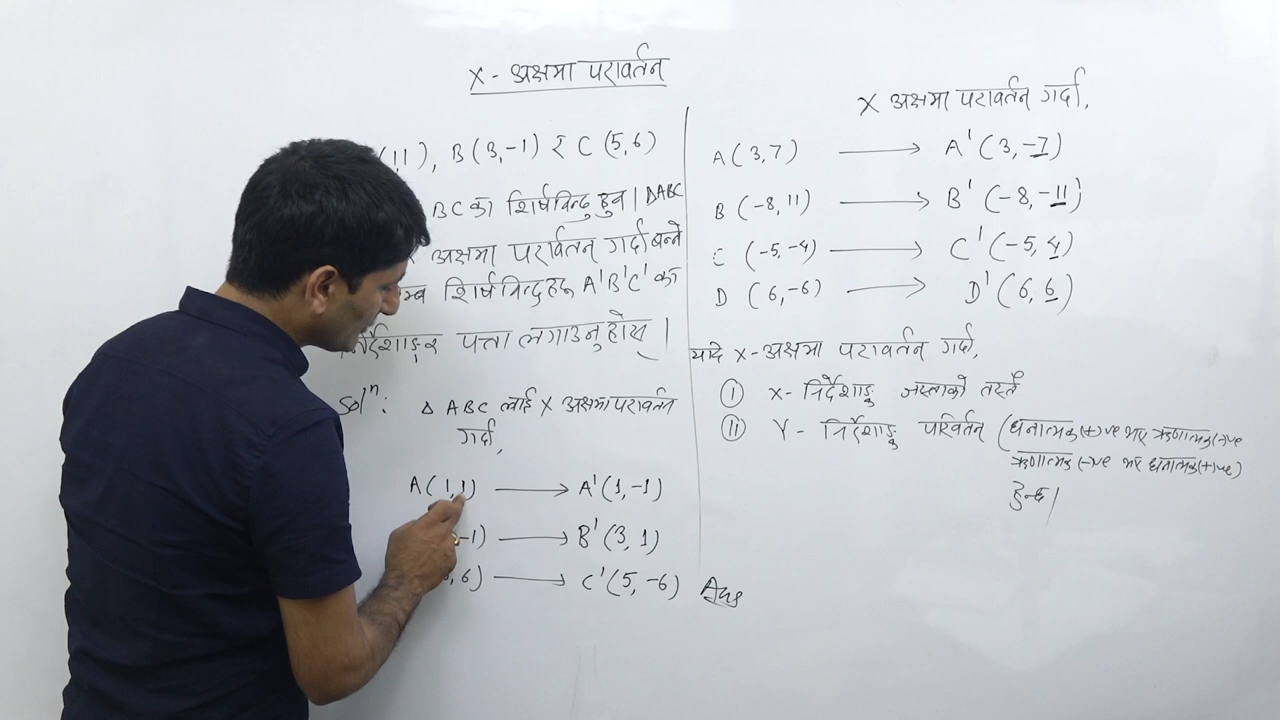 X- अक्षमा परावर्तन
(1,1), B(3,-1) र C(5,6)
BC का शिर्षविन्दु हुन् । ΔABC
अक्षमा परावर्तन गर्दा बन्ने
म्ब शिर्षविन्दुहरू A'B'C' को
निर्देशाङ्क पत्ता लगाउनुहोस् ।
Solⁿ: Δ ABC लाई X अक्षमा परावर्तन
गर्दा,
A(1,1) ⟶ A'(1,-1)
-1) ⟶ B'(3,1)
, 6) ⟶ C'(5,-6) Ans
X अक्षमा परावर्तन गर्दा,
A(3,7) ⟶ A'(3,-7)
B(-8,11) ⟶ B'(-8,-11)
C(-5,-4) ⟶ C'(-5,4)
D(6,-6) ⟶ D'(6,6)
यदि X-अक्षमा परावर्तन गर्दा,
(I) X- निर्देशाङ्क जस्ताको तस्तै
(II) Y- निर्देशाङ्क परिवर्तन (धनात्मक(+)ve भए ऋणात्मक(-)ve
ऋणात्मक(-)ve भए धनात्मक(+)ve)
हुन्छ।